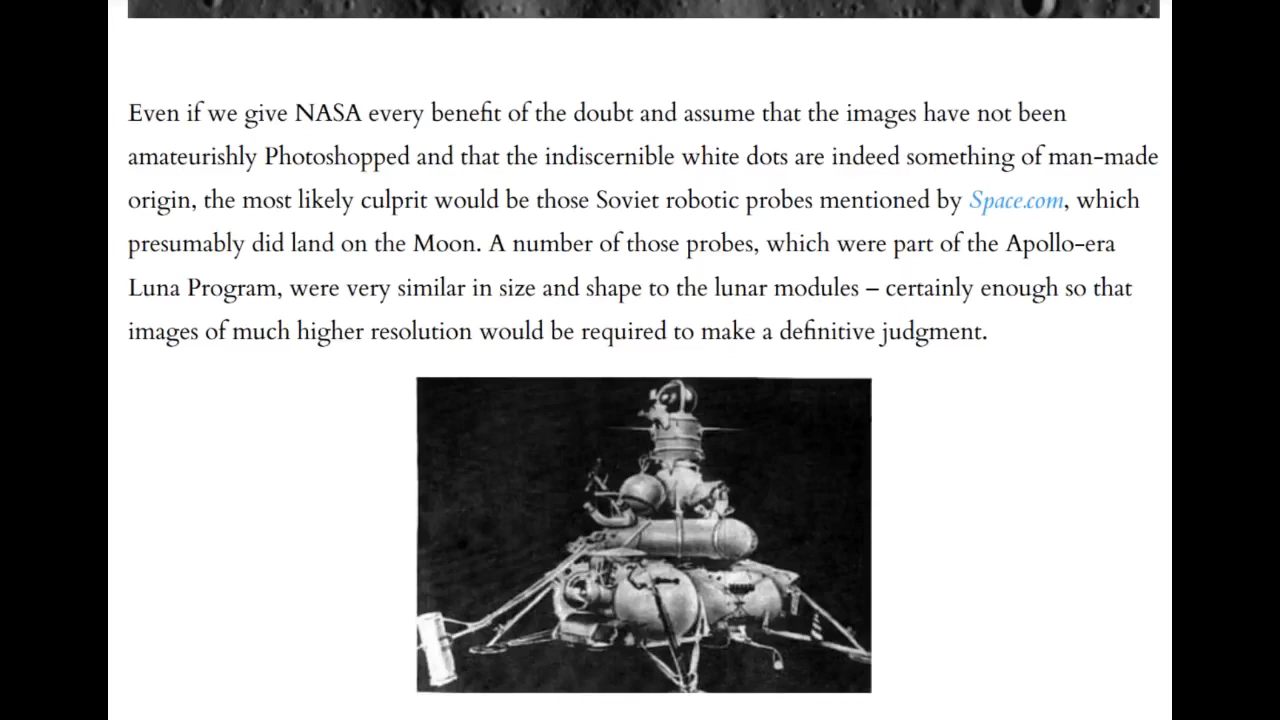 Even if we give NASA every benefit of the doubt and assume that the images have not been
amateurishly Photoshopped and that the indiscernible white dots are indeed something of man-made
origin, the most likely culprit would be those Soviet robotic probes mentioned by Space.com, which
presumably did land on the Moon. A number of those probes, which were part of the Apollo-era
Luna Program, were very similar in size and shape to the lunar modules – certainly enough so that
images of much higher resolution would be required to make a definitive judgment.